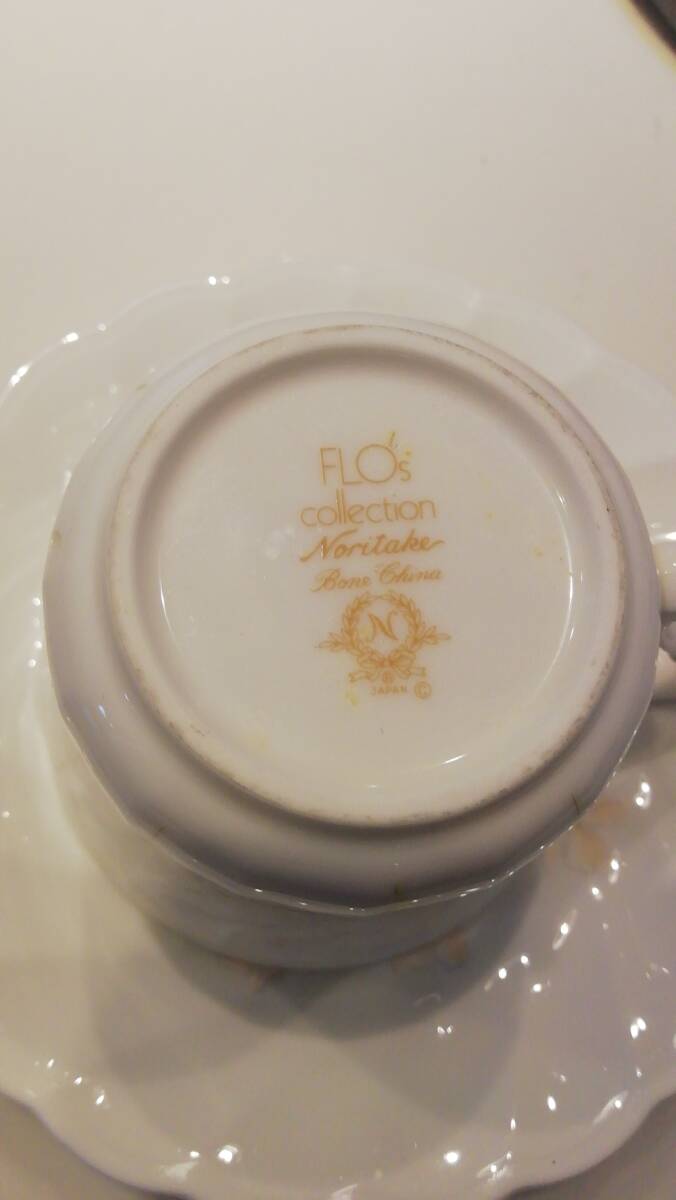 FLO's
collection
Noritake
Bone China
N
®
JAPAN ©